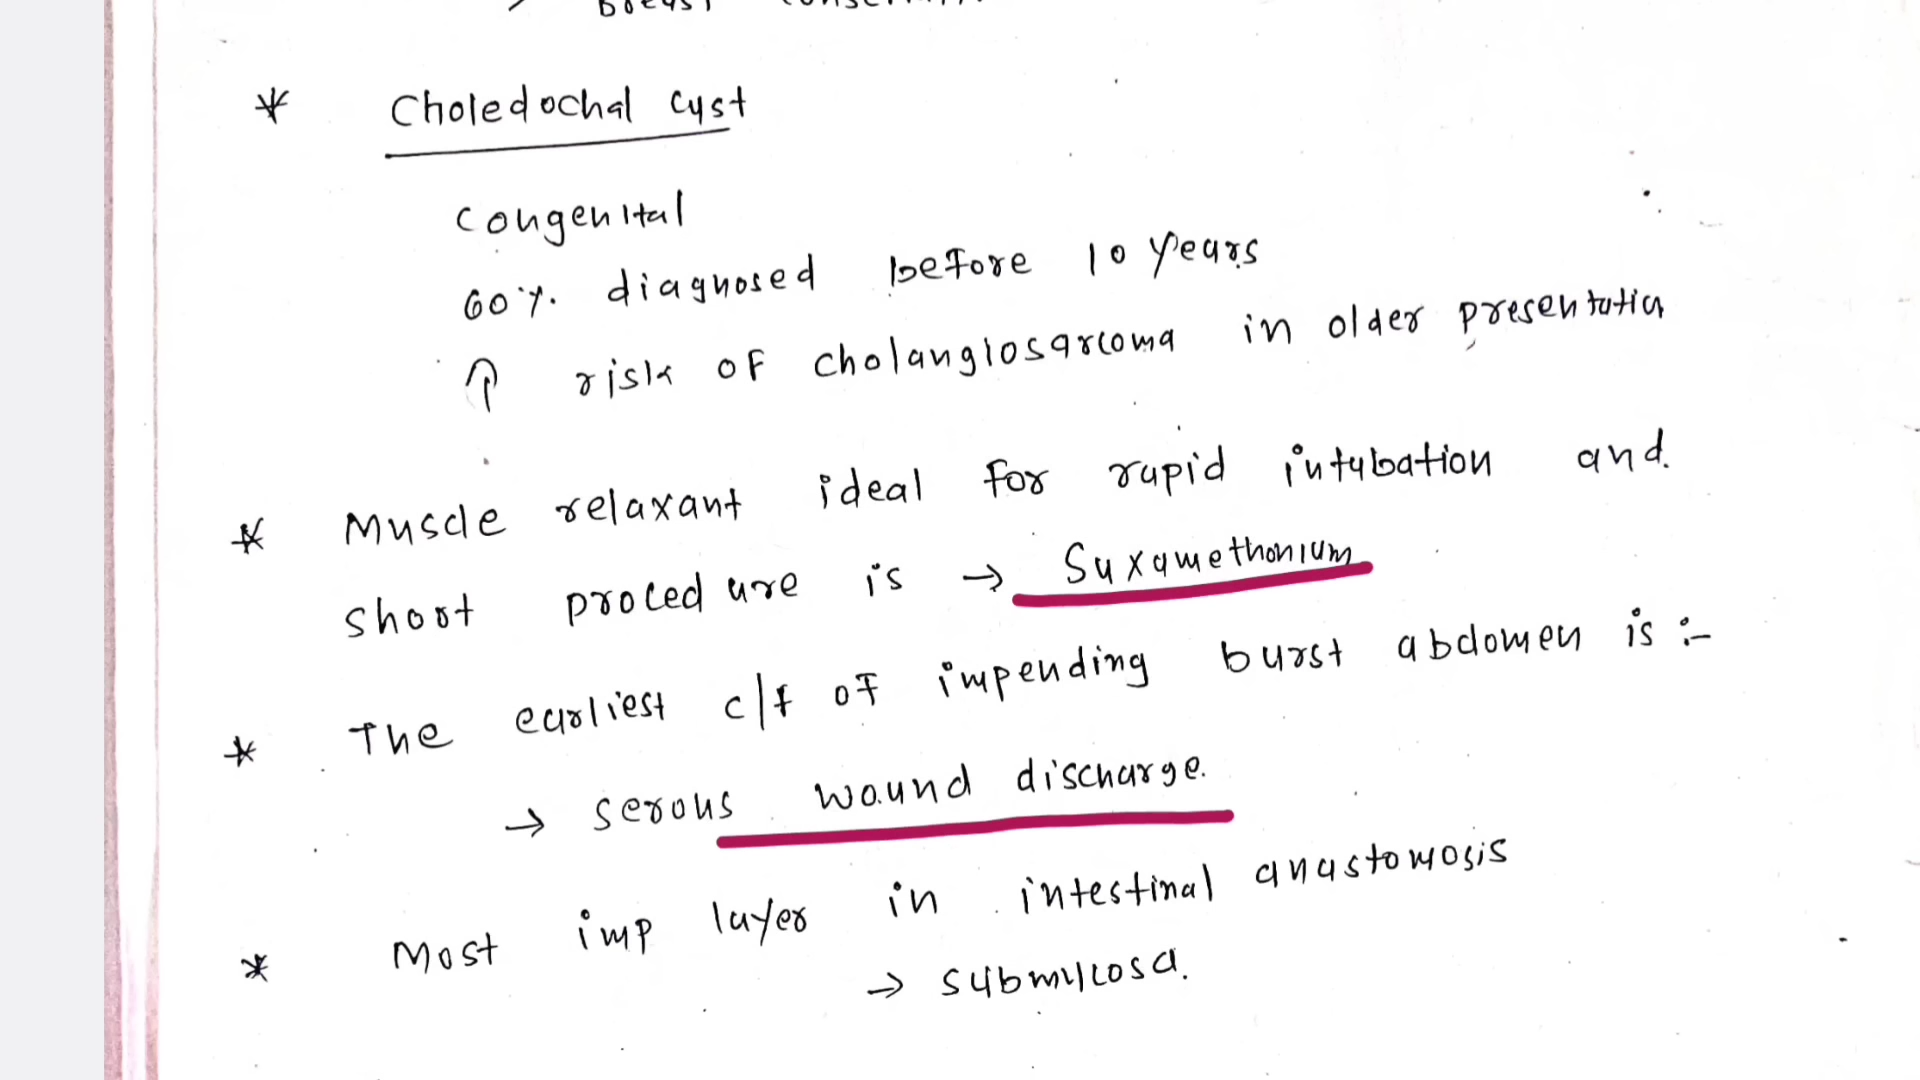 * Choledochal cyst
Congenital
60%. diagnosed before 10 years
↑ risk of cholangiosarcoma in older presentation
* Muscle relaxant ideal for rapid intubation and
short procedure is → Suxamethonium
* The earliest c/f of impending burst abdomen is :-
→ serous wound discharge.
* Most imp layer in intestinal anastomosis
→ submucosa.